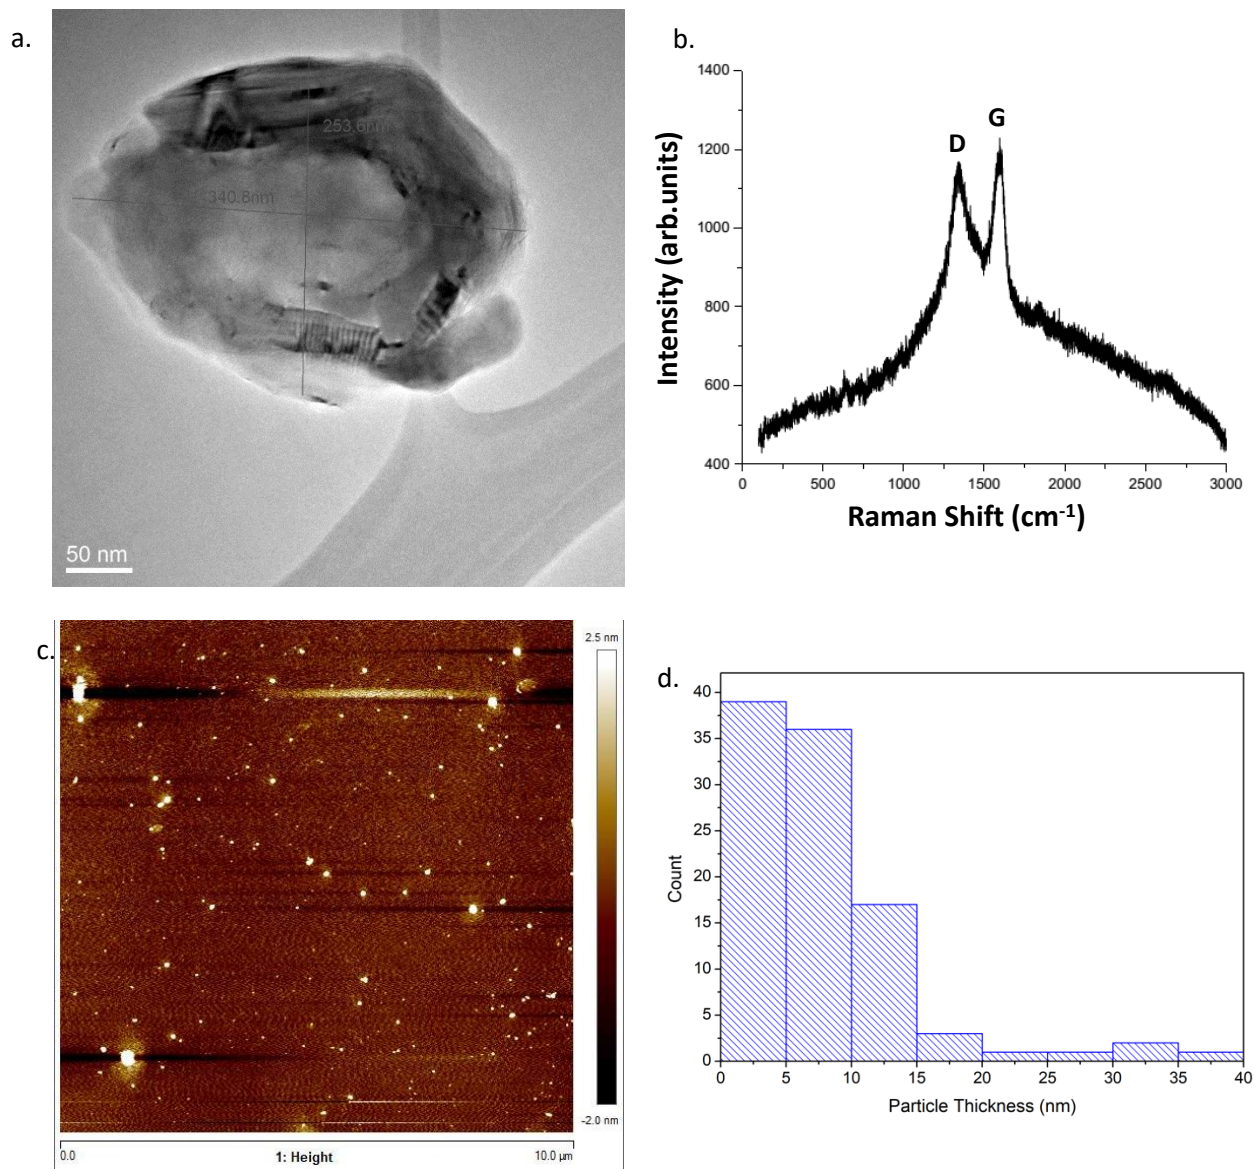 a.
253.6nm
340.8nm
50 nm
b.
1400
1200
1000
800
600
400
Intensity (arb.units)
D
G
0 500 1000 1500 2000 2500 3000
Raman Shift (cm⁻¹)
c.
2.5 nm
-2.0 nm
0.0 1: Height 10.0 µm
d.
40
35
30
25
20
15
10
5
0
Count
0 5 10 15 20 25 30 35 40
Particle Thickness (nm)